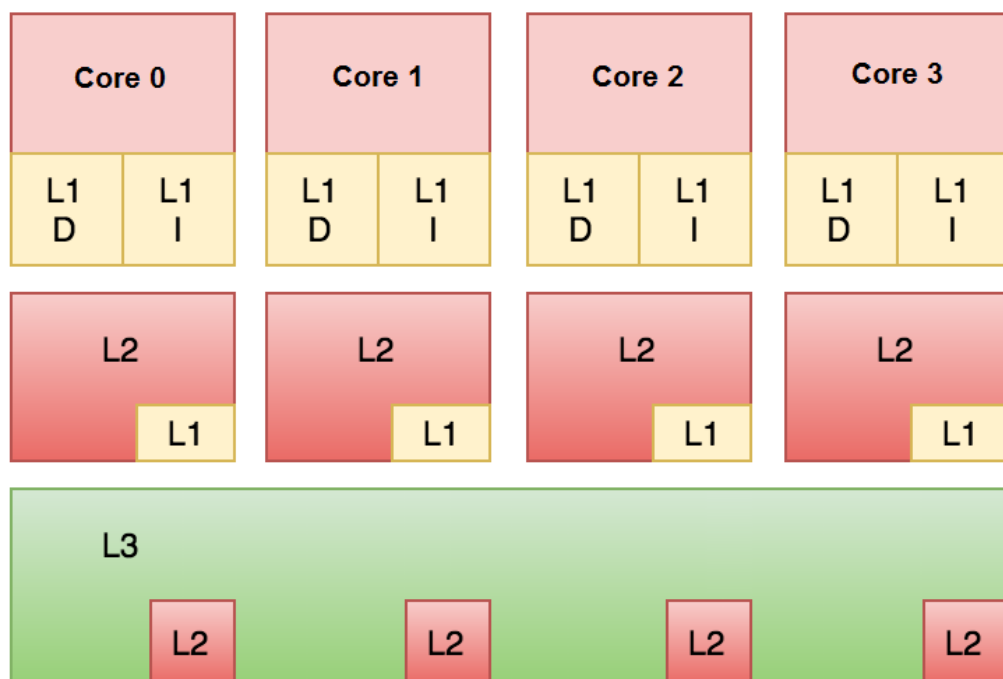 Core 0
Core 1
Core 2
Core 3
L1 L1 L1 L1 L1 L1 L1 L1
D I D I D I D I
L2 L2 L2 L2
L1 L1 L1 L1
L3
L2 L2 L2 L2